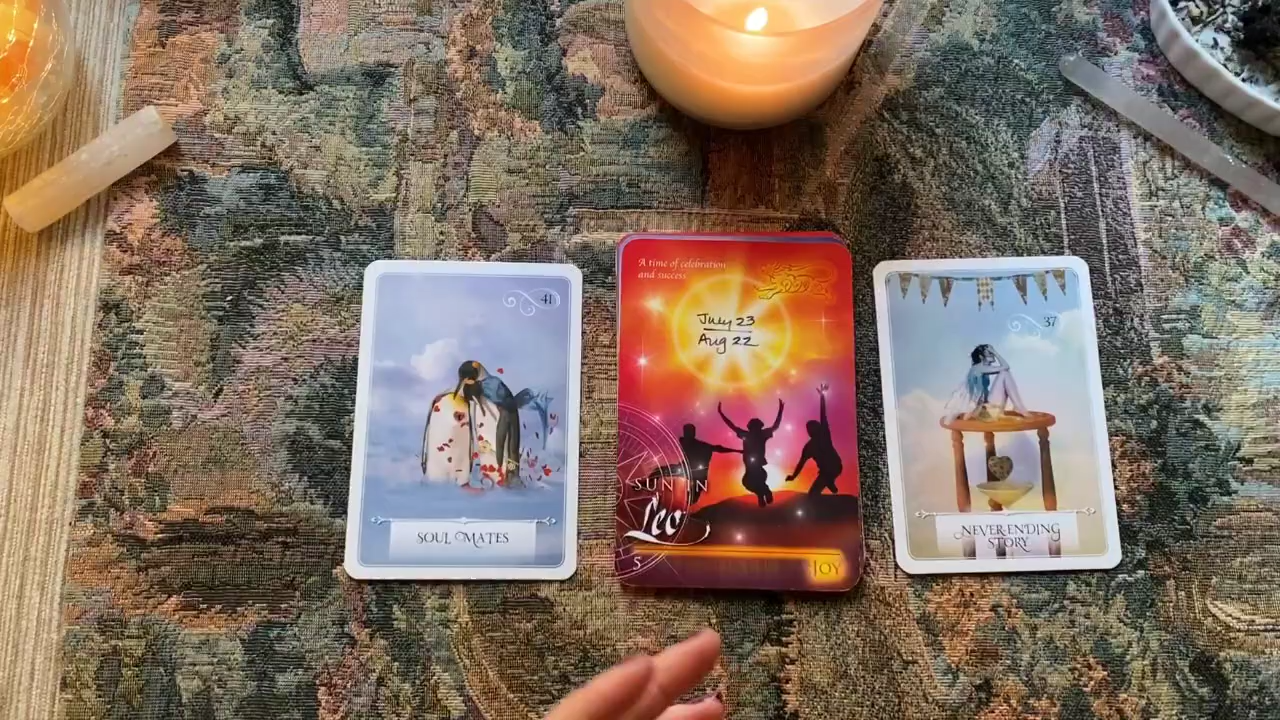 41
SOUL MATES
A time of celebration
and success
July 23
Aug 22
SUN IN
Leo
5
JOY
37
NEVER-ENDING
STORY